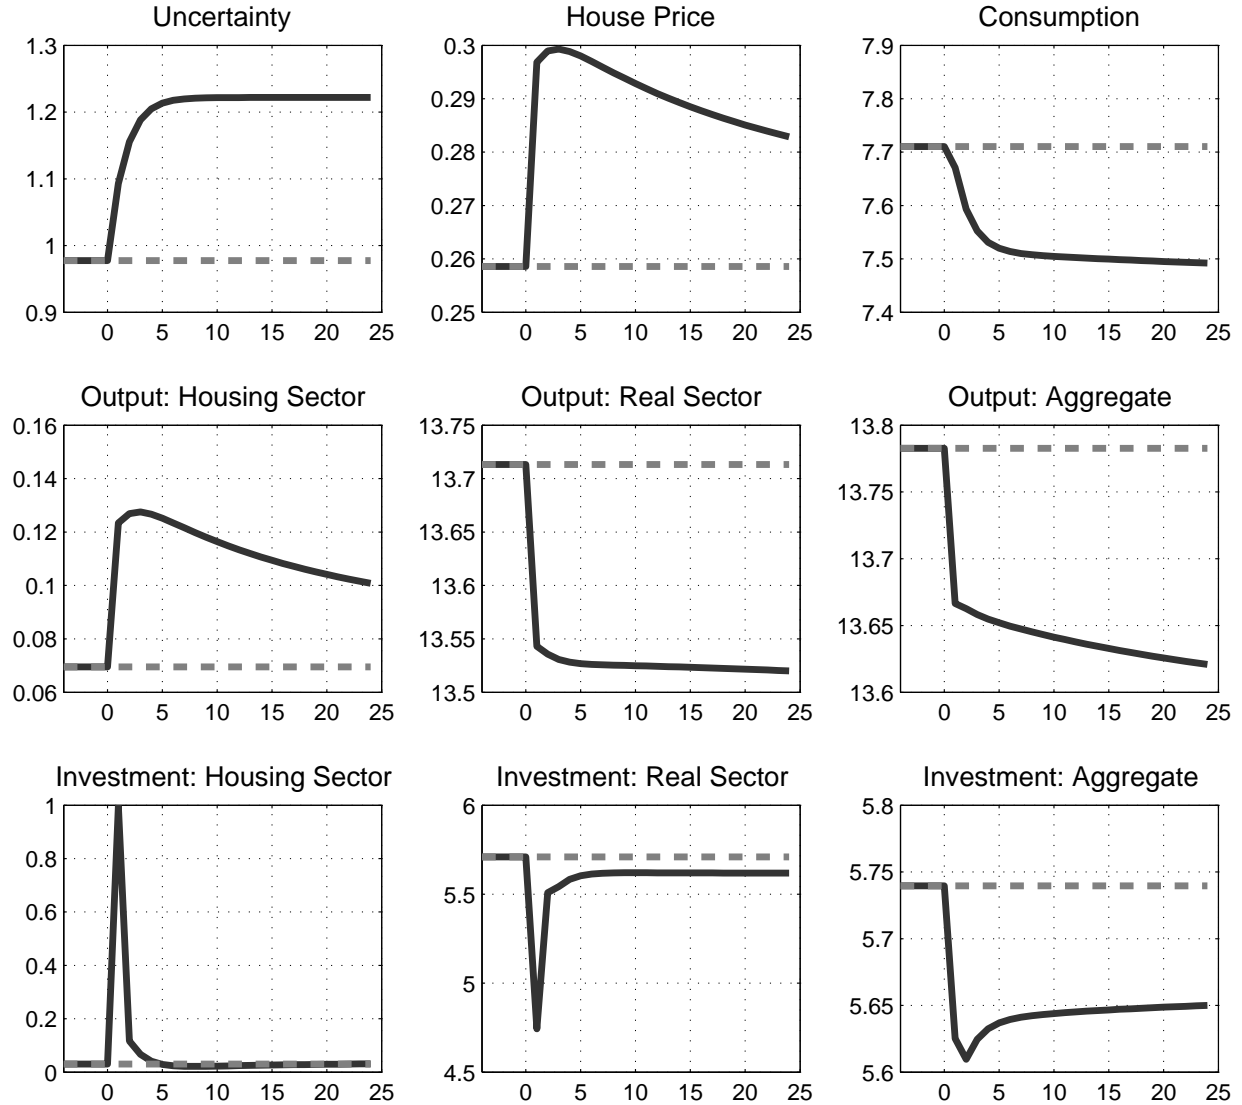 Uncertainty
1.3
1.2
1.1
1
0.9
0 5 10 15 20 25
House Price
0.3
0.29
0.28
0.27
0.26
0.25
0 5 10 15 20 25
Consumption
7.9
7.8
7.7
7.6
7.5
7.4
0 5 10 15 20 25
Output: Housing Sector
0.16
0.14
0.12
0.1
0.08
0.06
0 5 10 15 20 25
Output: Real Sector
13.75
13.7
13.65
13.6
13.55
13.5
0 5 10 15 20 25
Output: Aggregate
13.8
13.75
13.7
13.65
13.6
0 5 10 15 20 25
Investment: Housing Sector
1
0.8
0.6
0.4
0.2
0
0 5 10 15 20 25
Investment: Real Sector
6
5.5
5
4.5
0 5 10 15 20 25
Investment: Aggregate
5.8
5.75
5.7
5.65
5.6
0 5 10 15 20 25